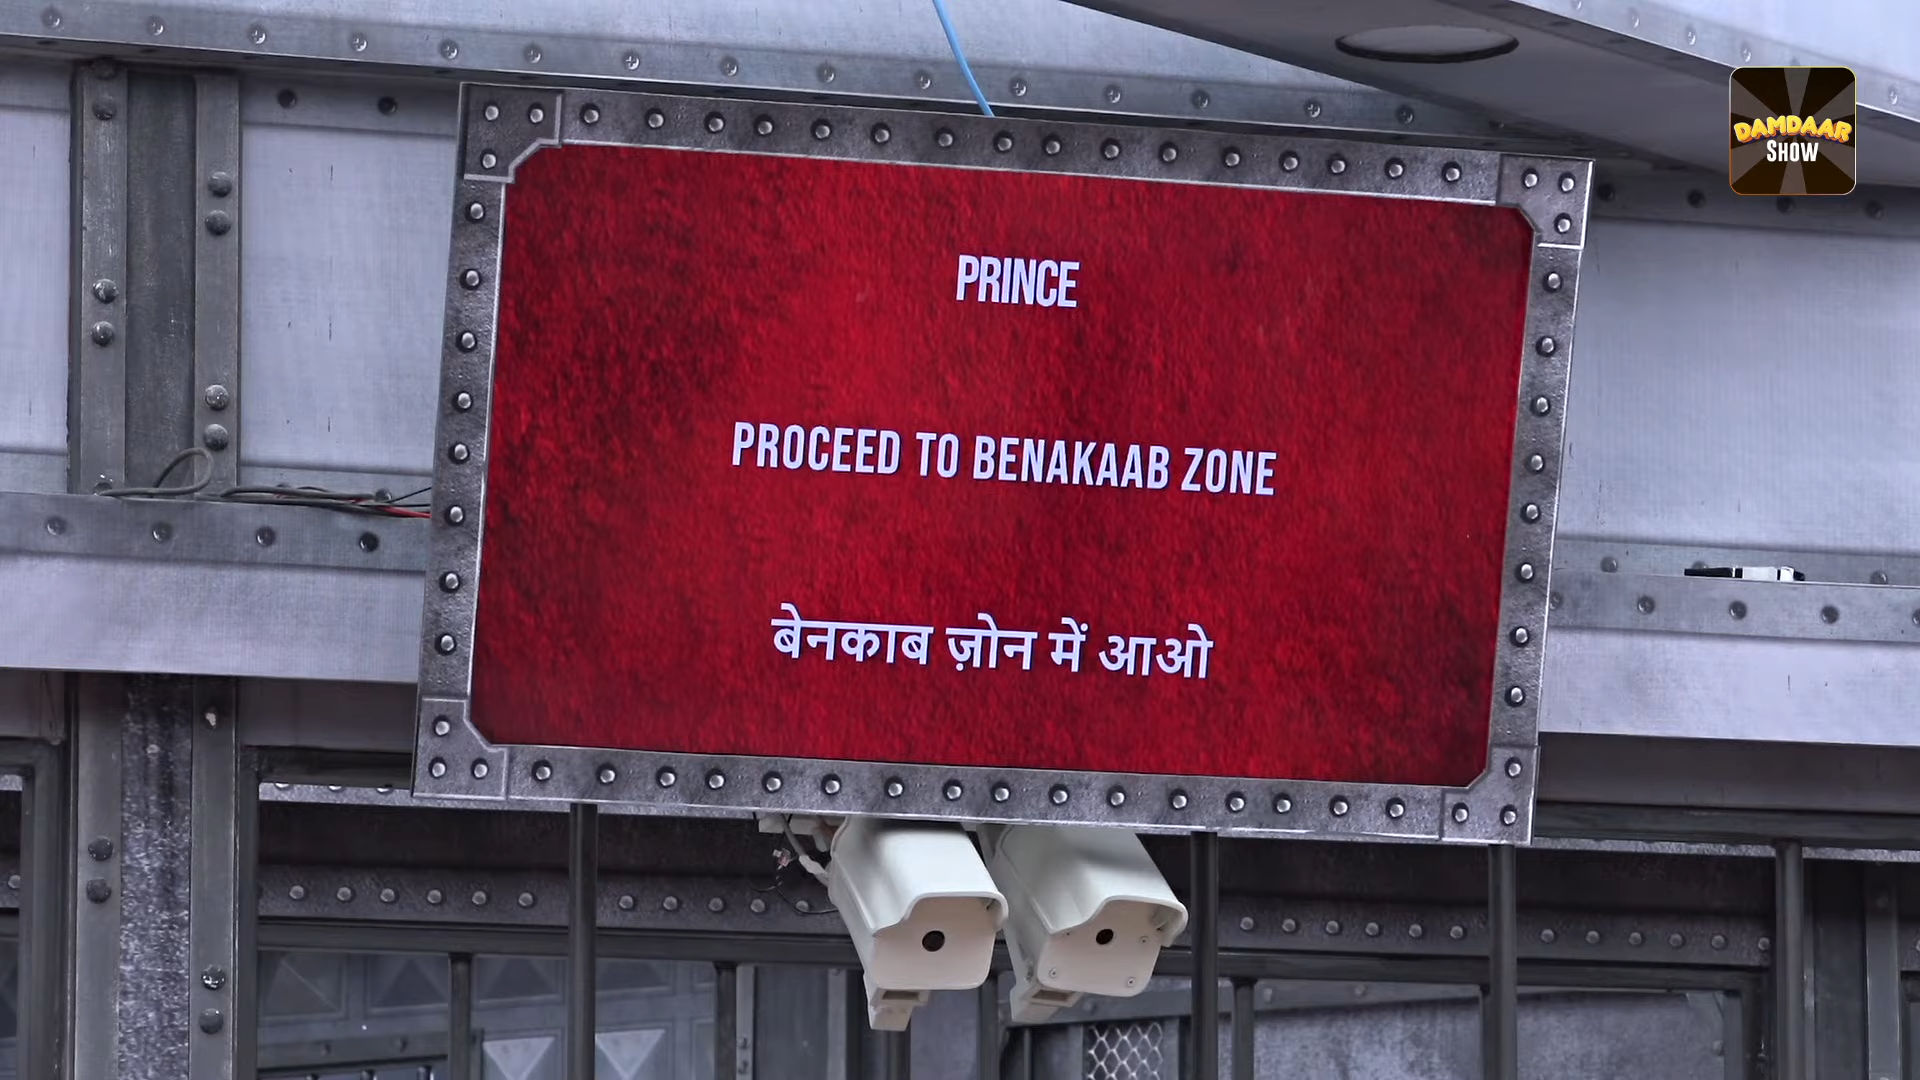 DAMDAAR
SHOW
PRINCE
PROCEED TO BENAKAAB ZONE
बेनकाब ज़ोन में आओ